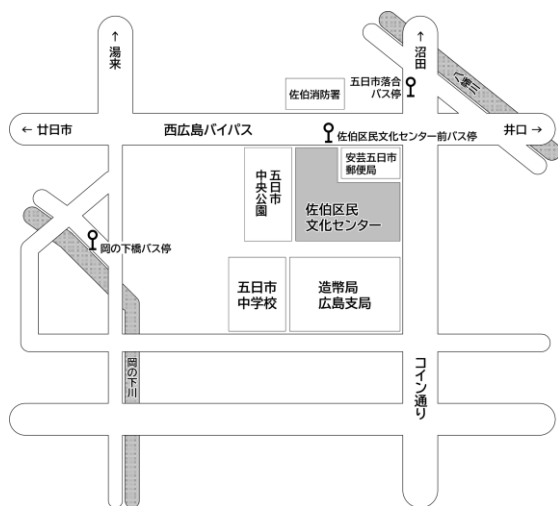 ↑
湯来
↑
沼田
八幡川
五日市落合
バス停
佐伯消防署
← 廿日市
西広島バイパス
井口 →
佐伯区民文化センター前バス停
五日市
中央公園
安芸五日市
郵便局
佐伯区民
文化センター
岡の下橋バス停
五日市
中学校
造幣局
広島支局
岡の下川
コイン通り